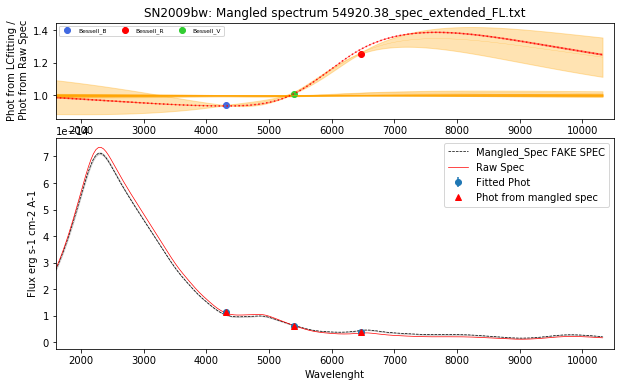 SN2009bw: Mangled spectrum 54920.38_spec_extended_FL.txt
Phot from LCfitting /
Phot from Raw Spec
1.4
1.2
1.0
Bessell_B
Bessell_R
Bessell_V
2000 3000 4000 5000 6000 7000 8000 9000 10000
1e−14
Flux erg s-1 cm-2 A-1
7
6
5
4
3
2
1
0
Mangled_Spec FAKE SPEC
Raw Spec
Fitted Phot
Phot from mangled spec
2000 3000 4000 5000 6000 7000 8000 9000 10000
Wavelenght